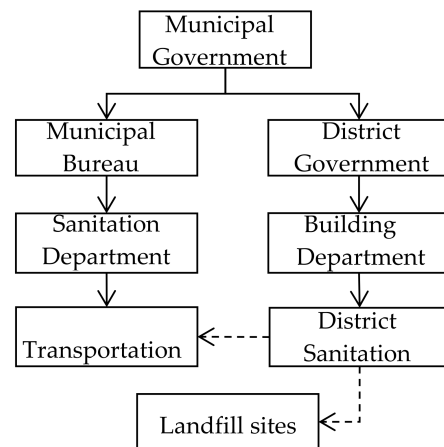 Municipal
Government
Municipal
Bureau
District
Government
Sanitation
Department
Building
Department
Transportation
District
Sanitation
Landfill sites